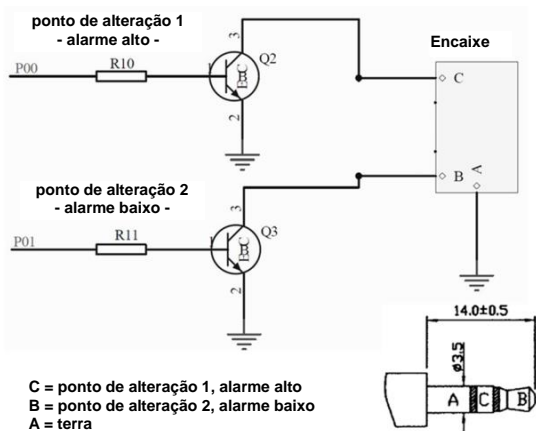 ponto de alteração 1
- alarme alto -
P00
R10
1
3
C
B
E
2
Q2
Encaixe
C
B
A
ponto de alteração 2
- alarme baixo -
P01
R11
1
3
C
B
E
2
Q3
14.0±0.5
ø3.5
A C B
C = ponto de alteração 1, alarme alto
B = ponto de alteração 2, alarme baixo
A = terra